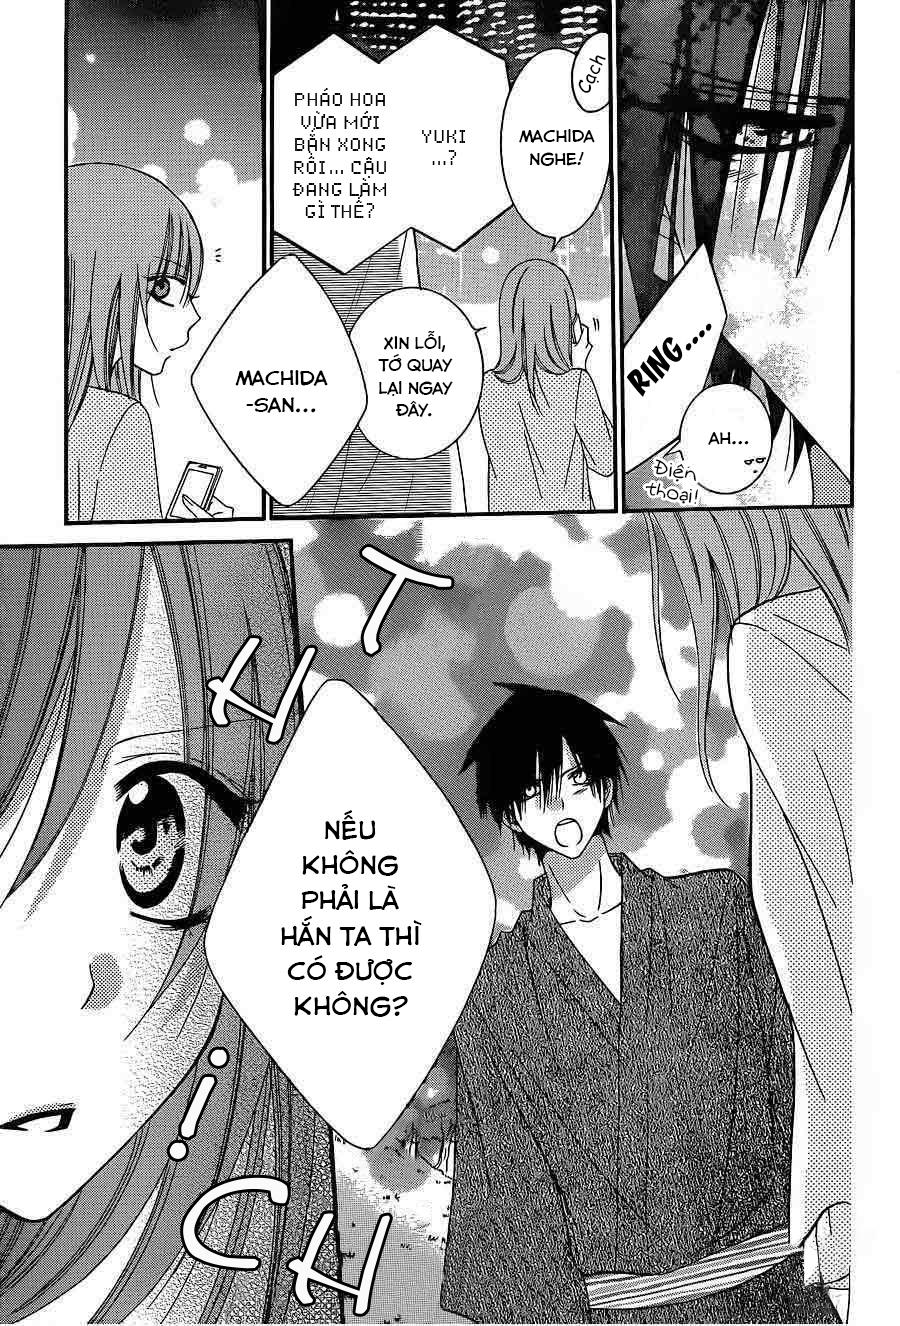 RING....
AH...
Điện
thoại!
Cạch
MACHIDA
NGHE!
YUKI
...?
PHÁO HOA
VỪA MỚI
BẮN XONG
RỒI... CẬU
ĐANG LÀM
GÌ THẾ?
XIN LỖI,
TỚ QUAY
LẠI NGAY
ĐÂY.
MACHIDA
-SAN...
THỊCH
NẾU
KHÔNG
PHẢI LÀ
HẮN TA THÌ
CÓ ĐƯỢC
KHÔNG?